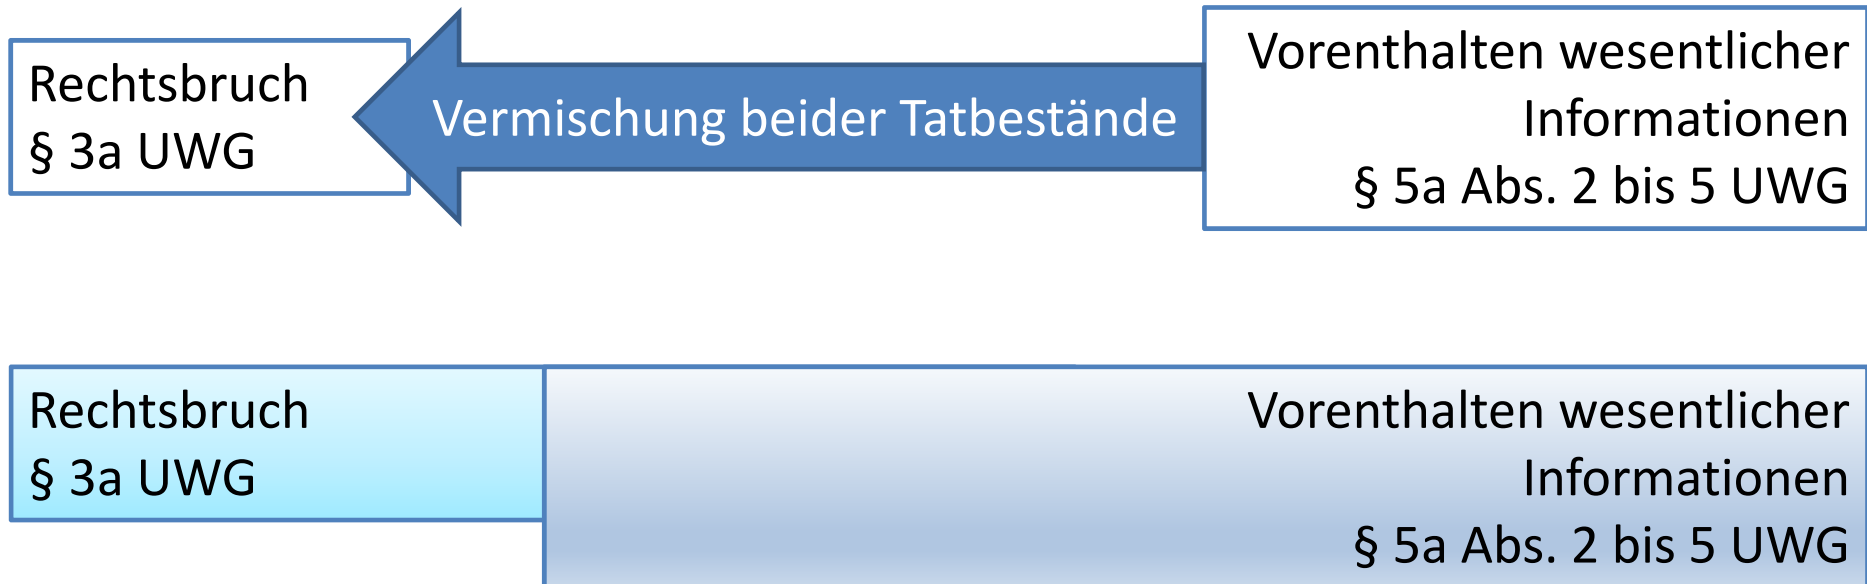 Rechtsbruch
§ 3a UWG
Vermischung beider Tatbestände
Vorenthalten wesentlicher
Informationen
§ 5a Abs. 2 bis 5 UWG
Rechtsbruch
§ 3a UWG
Vorenthalten wesentlicher
Informationen
§ 5a Abs. 2 bis 5 UWG